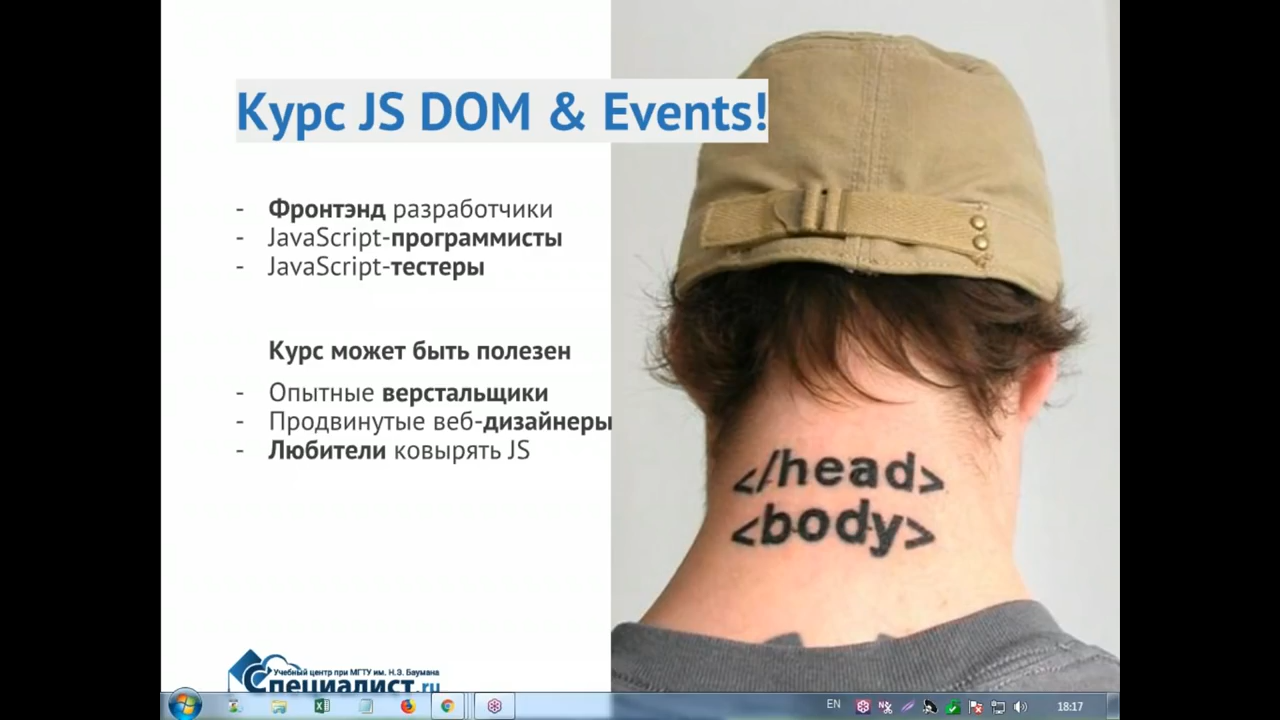 Курс JS DOM & Events!
- Фронтэнд разработчики
- JavaScript-программисты
- JavaScript-тестеры
Курс может быть полезен
- Опытные верстальщики
- Продвинутые веб-дизайнеры
- Любители ковырять JS
</head>
<body>
Учебный центр при МГТУ им. Н.Э. Баумана
Специалист.ru
EN
18:17